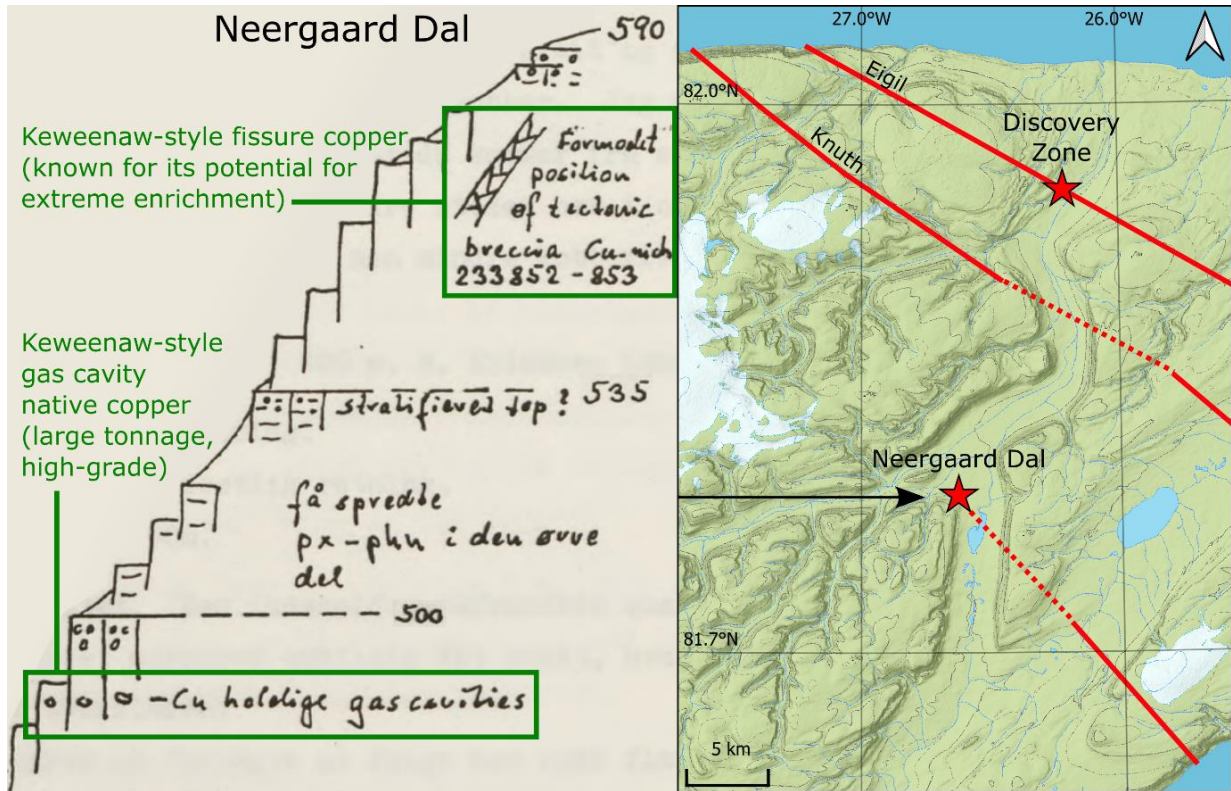 Neergaard Dal
590
Keweenaw-style fissure copper
(known for its potential for
extreme enrichment)
Formodet
position
of tectonic
breccia Cu-rich
233852-853
Keweenaw-style
gas cavity
native copper
(large tonnage,
high-grade)
stratifieret top? 535
få spredte
px-phn i den øvre
del
500
-Cu holdige gas cavities
27.0°W
26.0°W
82.0°N
Eigil
Knuth
Discovery
Zone
Neergaard Dal
81.7°N
5 km